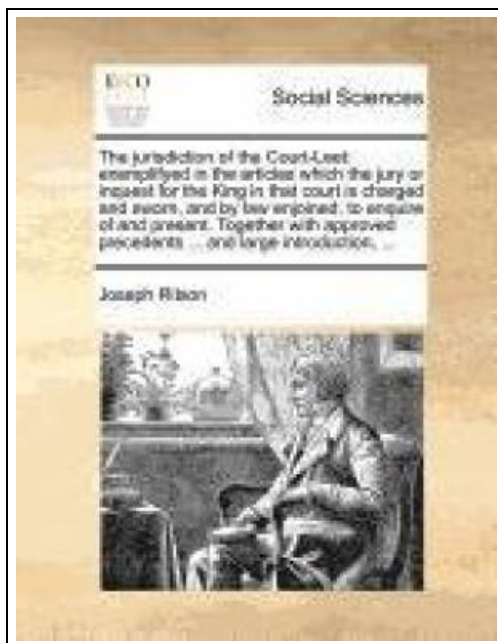 ECCO
Social Sciences
The jurisdiction of the Court-Leet:
exemplifyed in the articles which the jury or
inquest for the King in that court is charged
and sworn, and by law enjoined, to enquire
of and present. Together with approved
precedents ... and large introduction, ...
Joseph Ritson